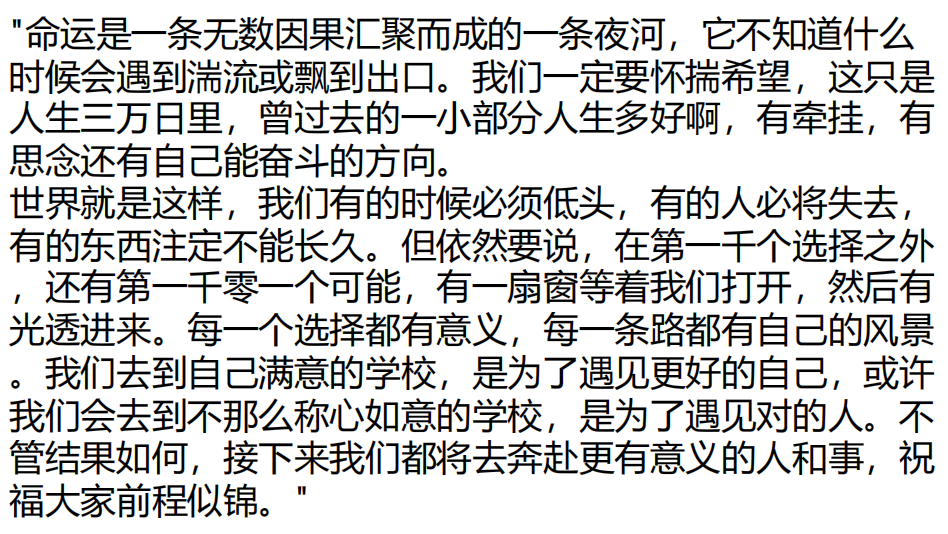 "命运是一条无数因果汇聚而成的一条夜河，它不知道什么
时候会遇到湍流或飘到出口。我们一定要怀揣希望，这只是
人生三万日里，曾过去的一小部分人生多好啊，有牵挂，有
思念还有自己能奋斗的方向。
世界就是这样，我们有的时候必须低头，有的人必将失去，
有的东西注定不能长久。但依然要说，在第一千个选择之外
，还有第一千零一个可能，有一扇窗等着我们打开，然后有
光透进来。每一个选择都有意义，每一条路都有自己的风景
。我们去到自己满意的学校，是为了遇见更好的自己，或许
我们会去到不那么称心如意的学校，是为了遇见对的人。不
管结果如何，接下来我们都将去奔赴更有意义的人和事，祝
福大家前程似锦。"